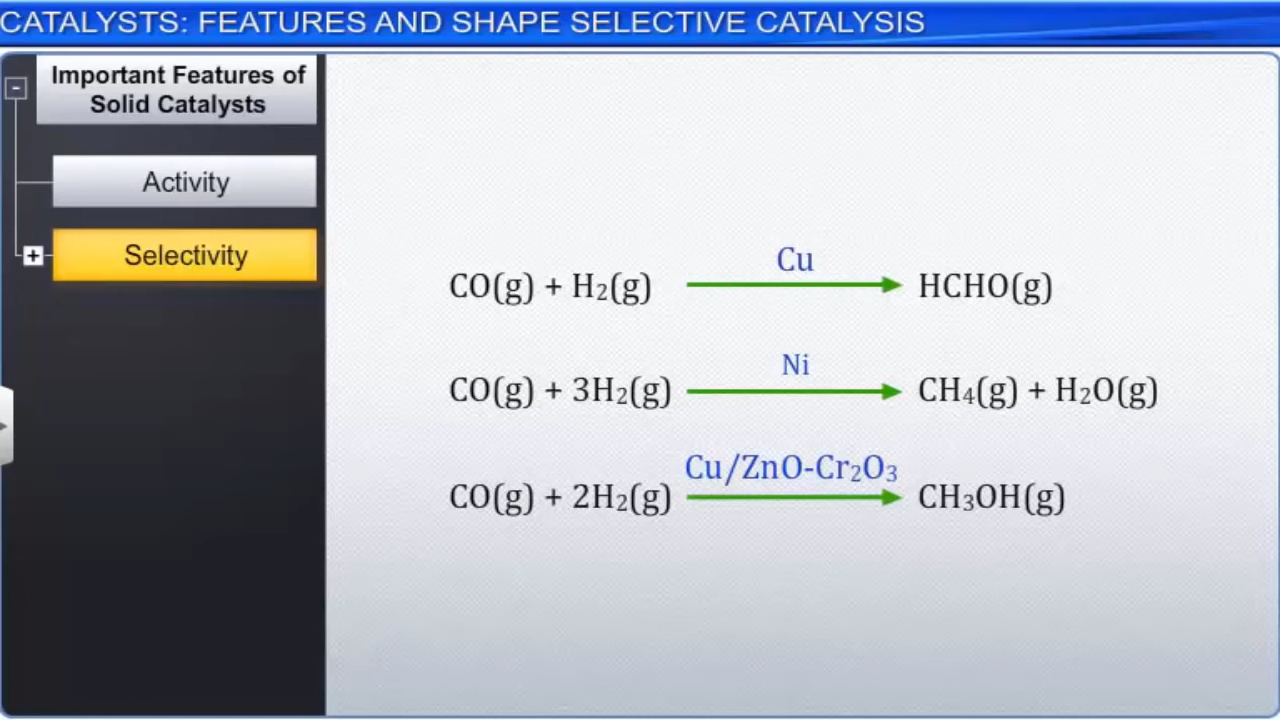 CATALYSTS: FEATURES AND SHAPE SELECTIVE CATALYSIS
Important Features of
Solid Catalysts
Activity
Selectivity
Cu
CO(g) + H₂(g) → HCHO(g)
Ni
CO(g) + 3H₂(g) → CH₄(g) + H₂O(g)
Cu/ZnO-Cr₂O₃
CO(g) + 2H₂(g) → CH₃OH(g)